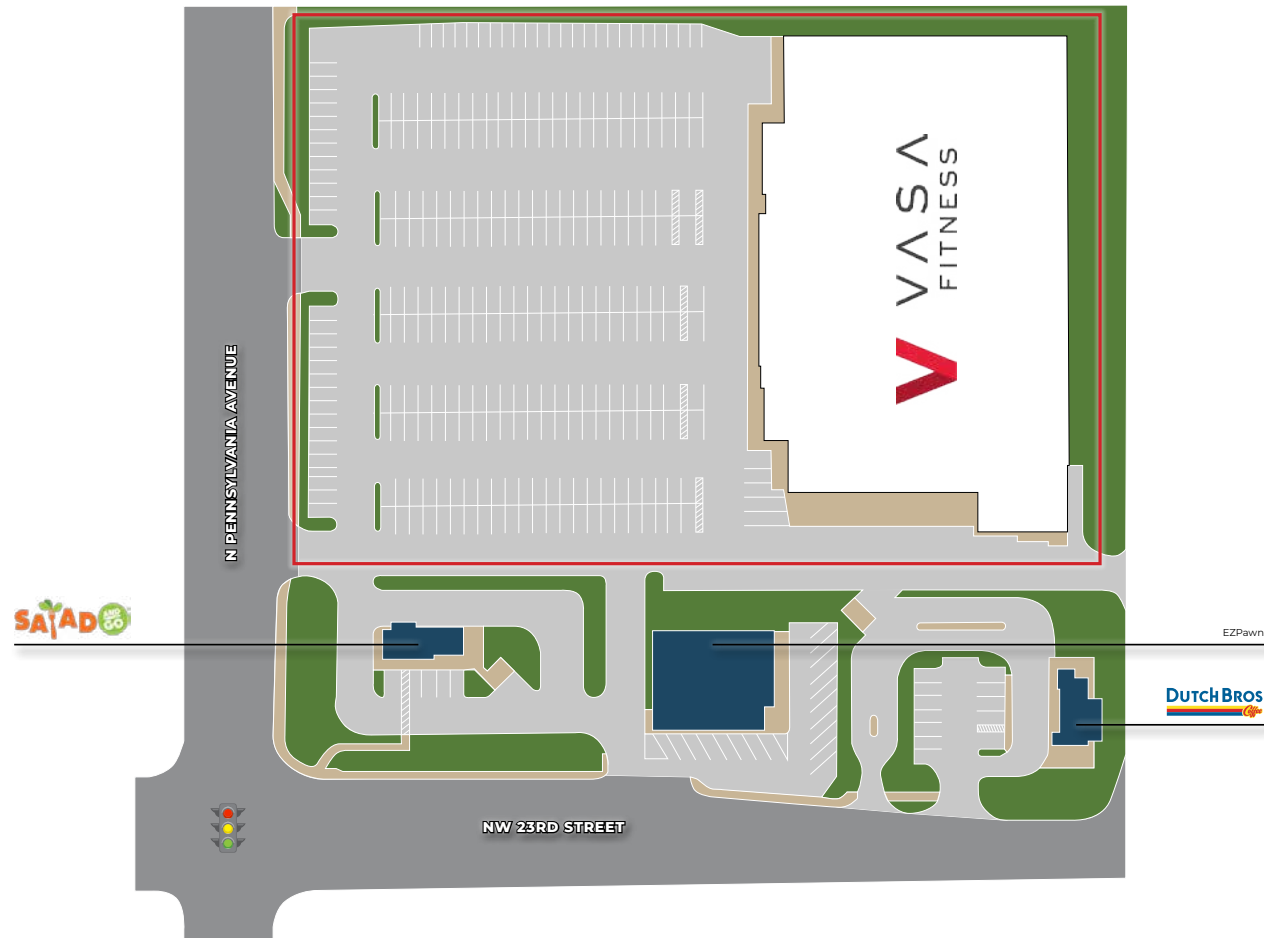 VASA
FITNESS
N PENNSYLVANIA AVENUE
SALAD
AND
GO
EZPawn
DUTCH BROS
Coffee
NW 23RD STREET